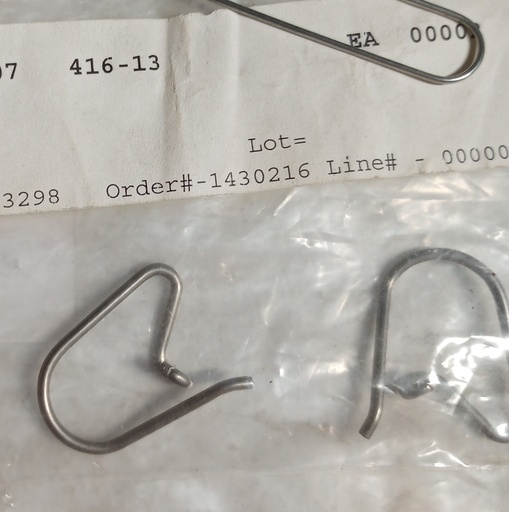 EA 0000
07 416-13
Lot=
3298 Order#-1430216 Line# - 00000